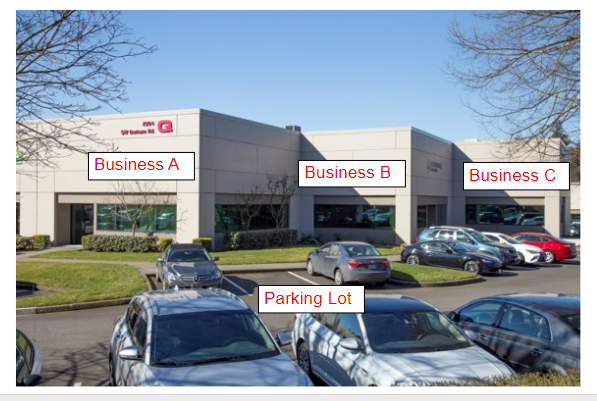 Q
Business A
Business B
Business C
Parking Lot